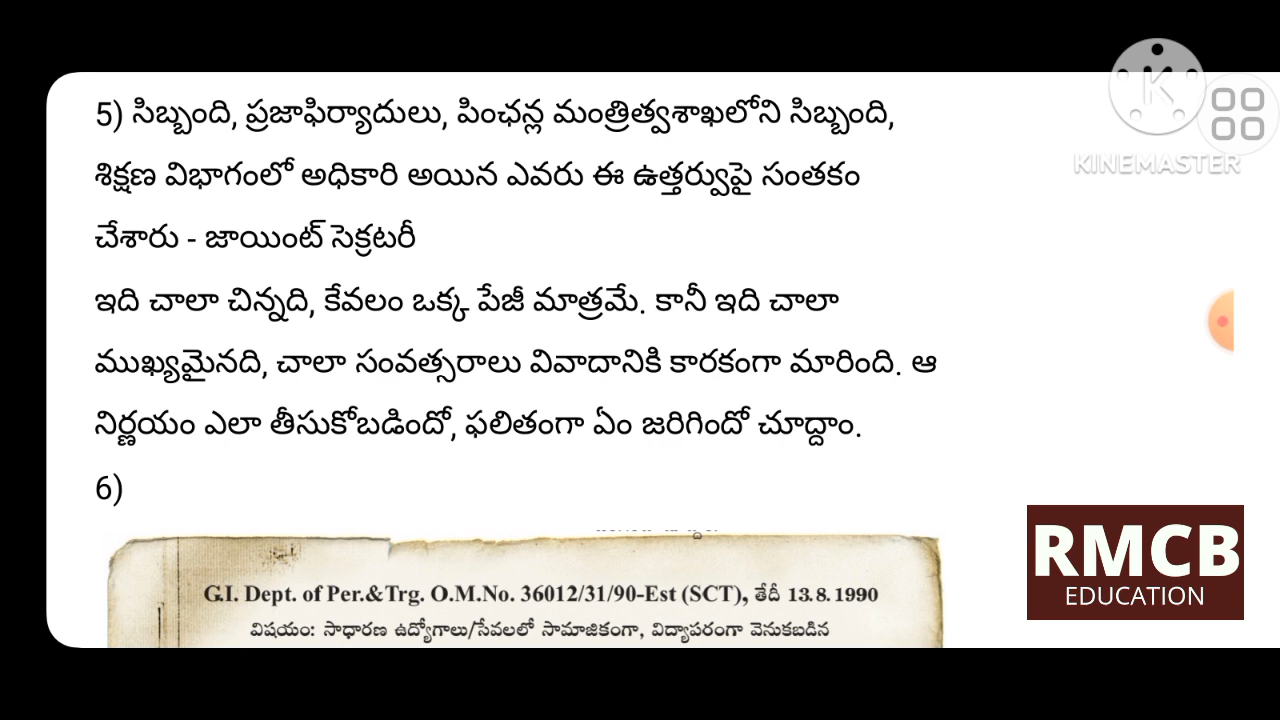 5) సిబ్బంది, ప్రజాఫిర్యాదులు, పింఛన్ల మంత్రిత్వశాఖలోని సిబ్బంది,
శిక్షణ విభాగంలో అధికారి అయిన ఎవరు ఈ ఉత్తర్వుపై సంతకం
చేశారు - జాయింట్ సెక్రటరీ
ఇది చాలా చిన్నది, కేవలం ఒక్క పేజీ మాత్రమే. కానీ ఇది చాలా
ముఖ్యమైనది, చాలా సంవత్సరాలు వివాదానికి కారకంగా మారింది. ఆ
నిర్ణయం ఎలా తీసుకోబడిందో, ఫలితంగా ఏం జరిగిందో చూద్దాం.
6)
G.I. Dept. of Per.&Trg. O.M.No. 36012/31/90-Est (SCT), తేదీ 13.8.1990
విషయం: సాధారణ ఉద్యోగాలు/సేవలలో సామాజికంగా, విద్యాపరంగా వెనుకబడిన
K
KINEMASTER
RMCB
EDUCATION